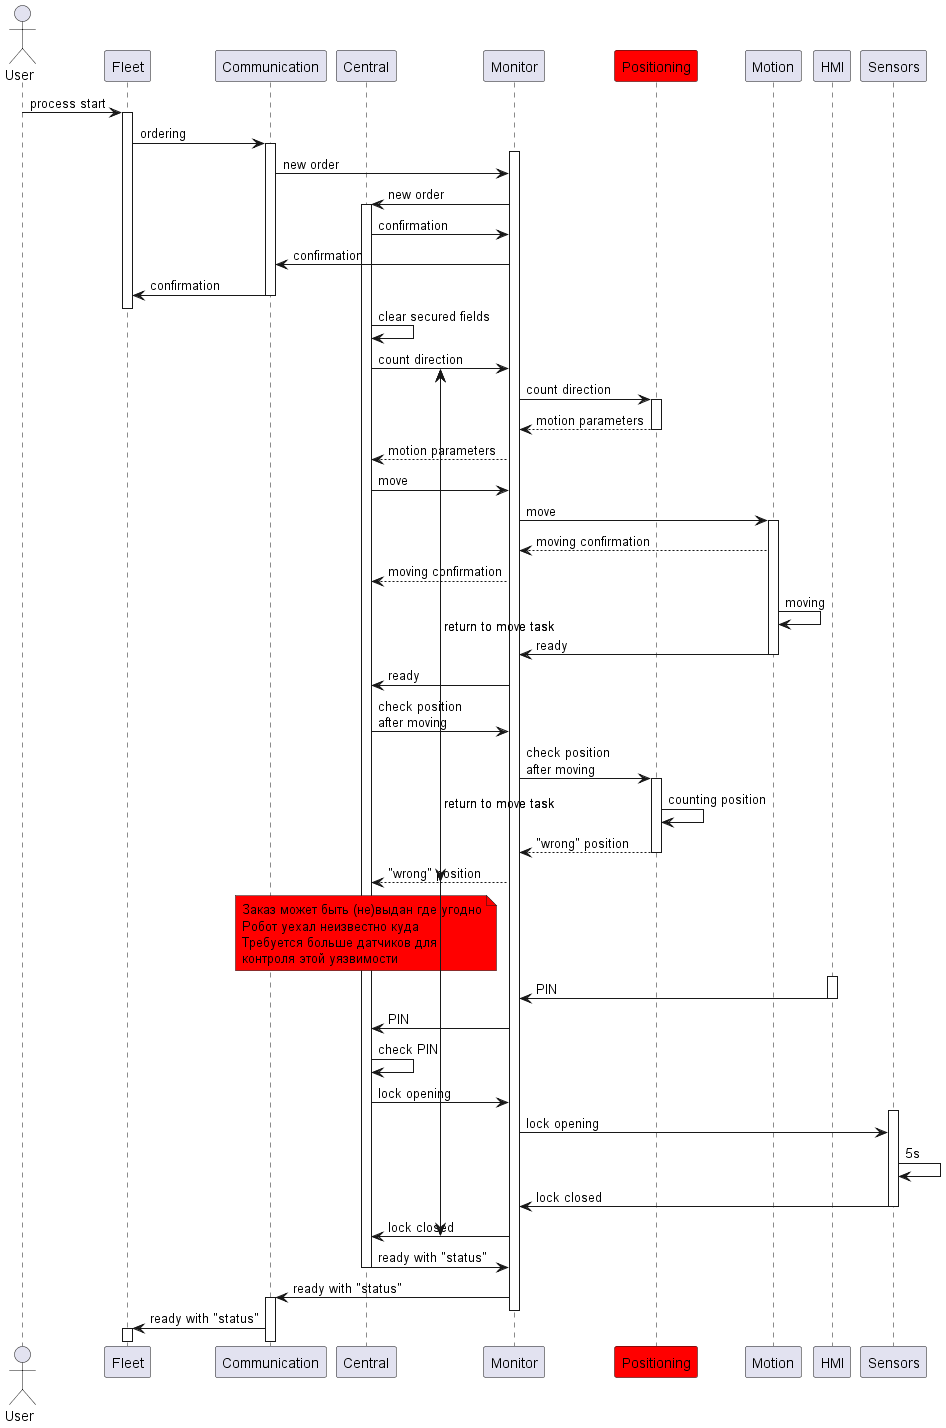 User
Fleet
Communication
Central
Monitor
Positioning
Motion
HMI
Sensors
process start
ordering
new order
new order
confirmation
confirmation
confirmation
clear secured fields
count direction
count direction
motion parameters
motion parameters
move
move
moving confirmation
moving confirmation
moving
return to move task
ready
ready
check position
after moving
check position
after moving
counting position
return to move task
"wrong" position
"wrong" position
Заказ может быть (не)выдан где угодно
Робот уехал неизвестно куда
Требуется больше датчиков для
контроля этой уязвимости
PIN
PIN
check PIN
lock opening
lock opening
5s
lock closed
lock closed
ready with "status"
ready with "status"
ready with "status"
User
Fleet
Communication
Central
Monitor
Positioning
Motion
HMI
Sensors